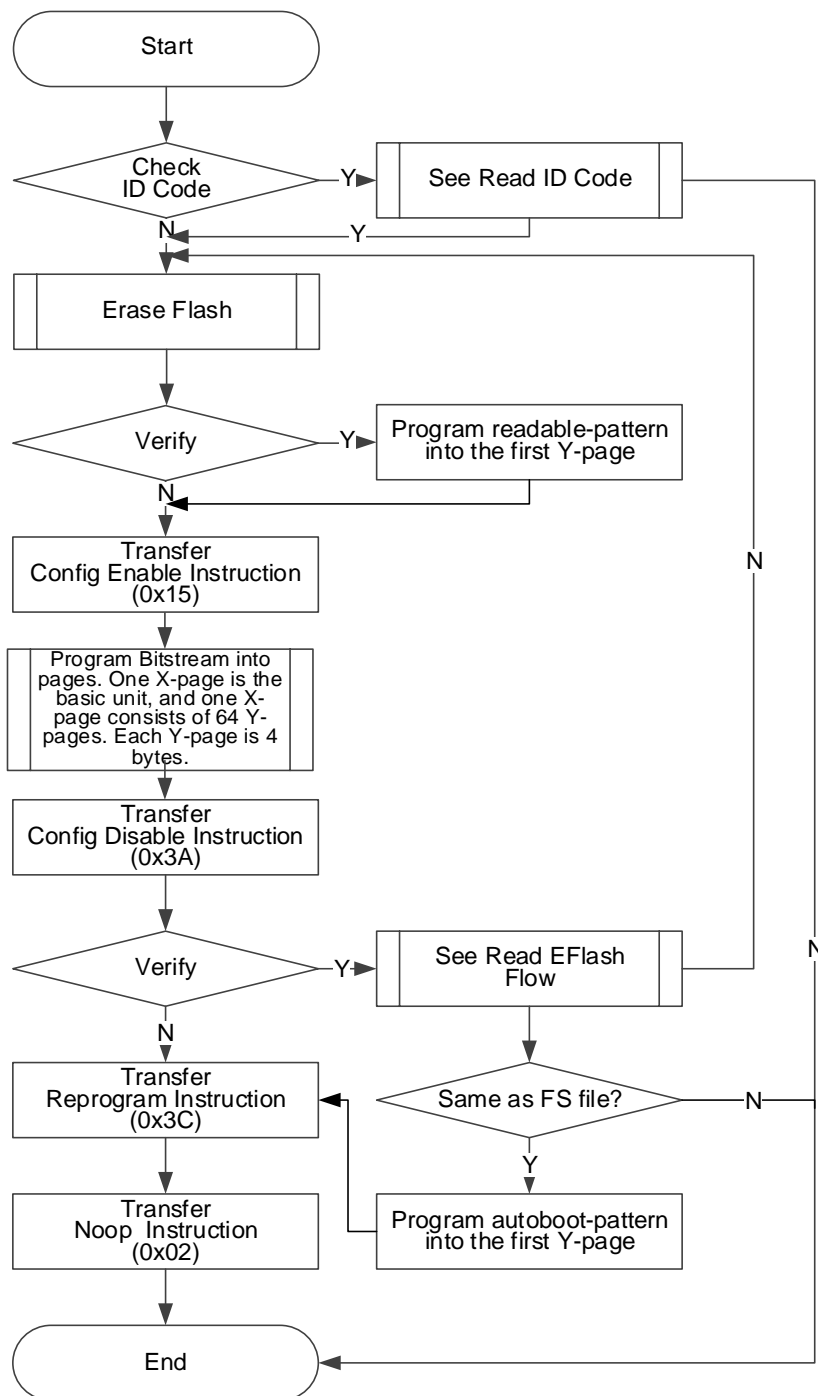 Start
Check
ID Code
Y
See Read ID Code
N
Y
Erase Flash
Verify
Y
Program readable-pattern
into the first Y-page
N
Transfer
Config Enable Instruction
(0x15)
N
Program Bitstream into
pages. One X-page is the
basic unit, and one X-
page consists of 64 Y-
pages. Each Y-page is 4
bytes.
Transfer
Config Disable Instruction
(0x3A)
Verify
Y
See Read EFlash
Flow
N
N
Transfer
Reprogram Instruction
(0x3C)
Same as FS file?
N
Y
Transfer
Noop Instruction
(0x02)
Program autoboot-pattern
into the first Y-page
End